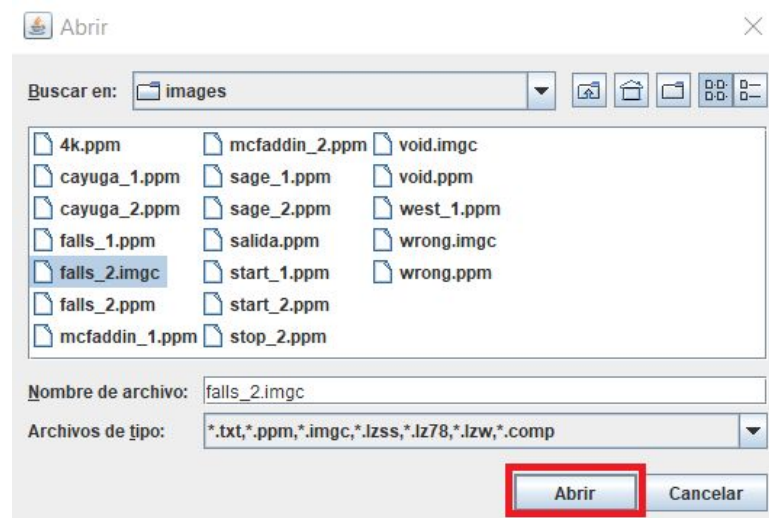 Abrir
Buscar en: images
4k.ppm mcfaddin_2.ppm void.imgc
cayuga_1.ppm sage_1.ppm void.ppm
cayuga_2.ppm sage_2.ppm west_1.ppm
falls_1.ppm salida.ppm wrong.imgc
falls_2.imgc start_1.ppm wrong.ppm
falls_2.ppm start_2.ppm
mcfaddin_1.ppm stop_2.ppm
Nombre de archivo: falls_2.imgc
Archivos de tipo: *.txt,*.ppm,*.imgc,*.lzss,*.lz78,*.lzw,*.comp
Abrir Cancelar